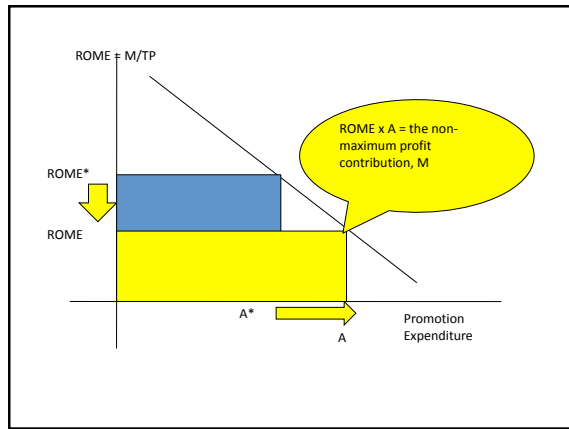 ROME = M/TP
ROME x A = the non-
maximum profit
contribution, M
ROME*
ROME
A*
Promotion
Expenditure
A